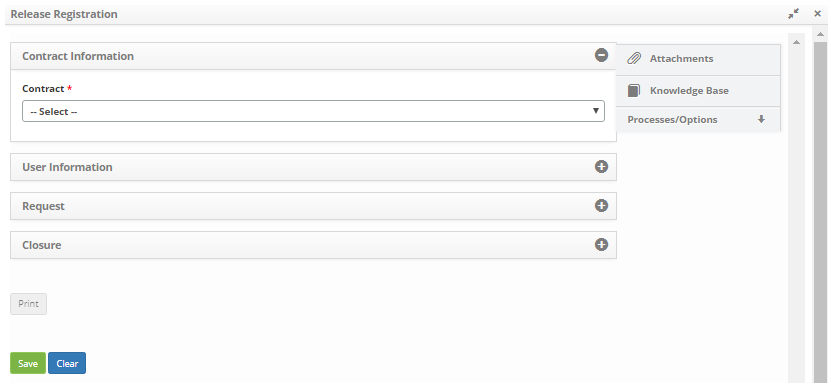 Release Registration
Contract Information
Contract *
-- Select --
User Information
Request
Closure
Print
Save
Clear
Attachments
Knowledge Base
Processes/Options